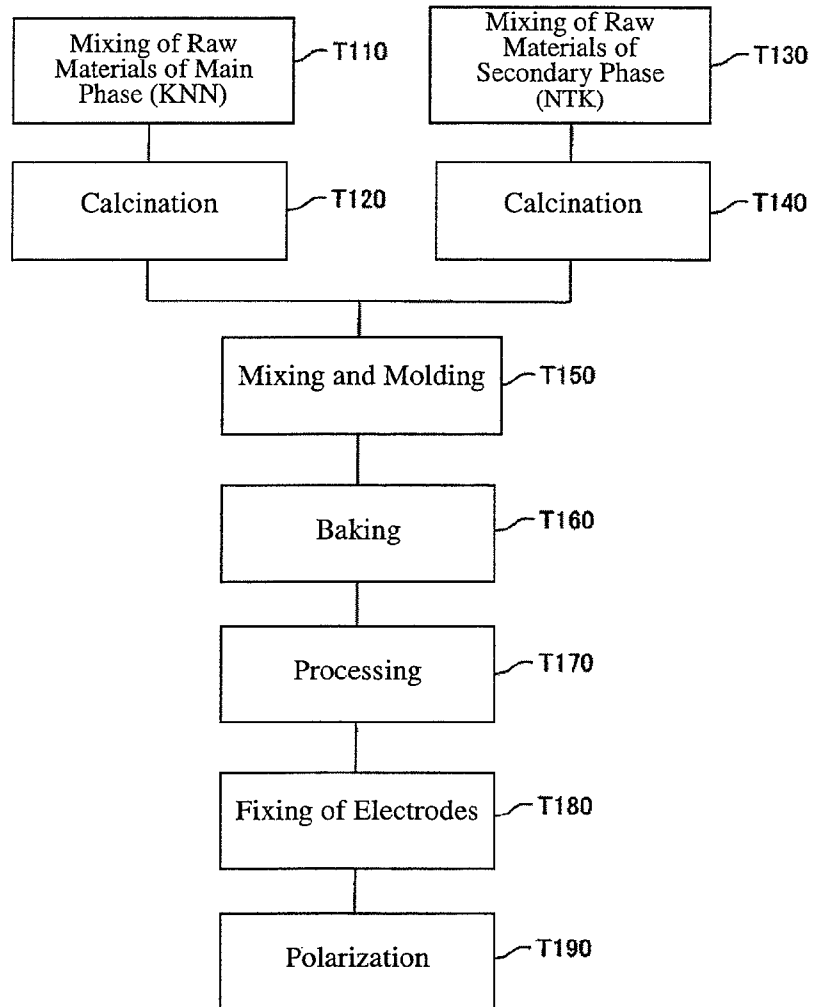 Mixing of Raw
Materials of Main
Phase (KNN)
T110
Mixing of Raw
Materials of
Secondary Phase
(NTK)
T130
Calcination
T120
Calcination
T140
Mixing and Molding
T150
Baking
T160
Processing
T170
Fixing of Electrodes
T180
Polarization
T190